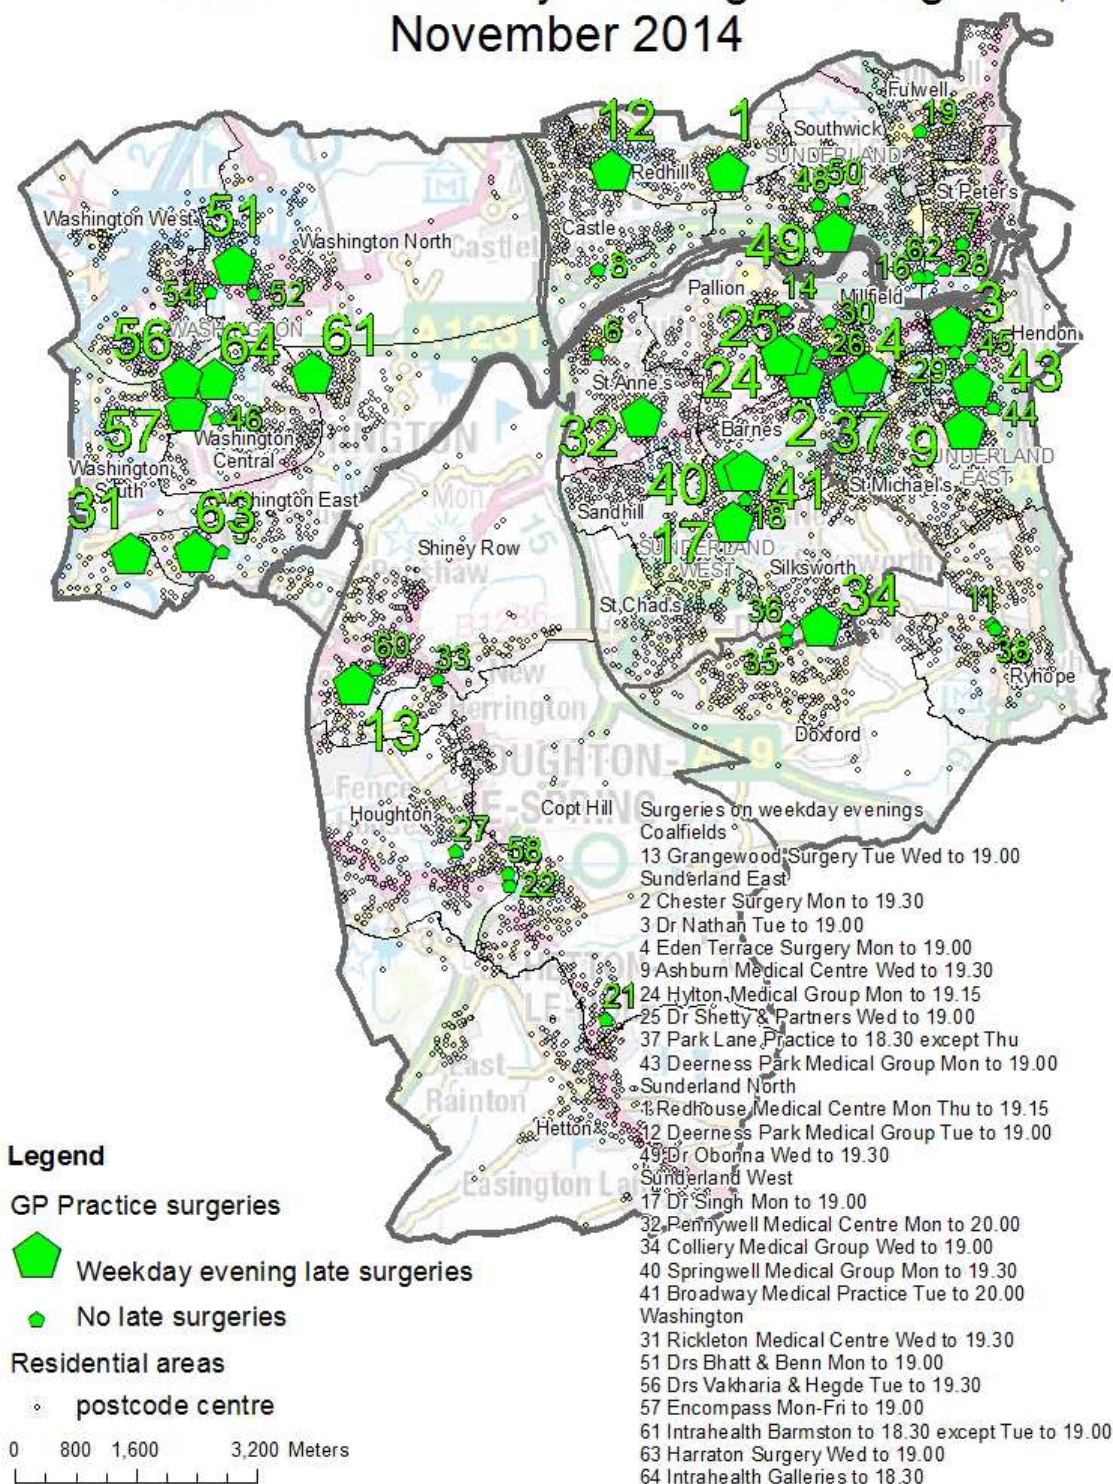 November 2014
12
1
Fulwell
19
Southwick
SUNDERLAND
Redhill
48
50
St Peter's
Washington West
51
Washington North
Castle
49
7
8
62
16
28
54
52
Pallion
14
Millfield
3
56
WASHINGTON
64
61
A1231
6
25
30
4
Hendon
26
29
45
43
St Anne's
24
57
46
32
Barnes
2
37
9
44
Washington
Central
SUNDERLAND
EAST
Washington
South
40
41
St Michael's
31
Washington East
63
Sandhill
18
17
Shiney Row
SUNDERLAND
WEST
Silksworth
34
St Chad's
36
11
B1286
60
33
35
38
New
Herrington
Ryhope
13
Doxford
A19
Houghton
Copt Hill
27
58
22
21
East
Rainton
Hetton
Surgeries on weekday evenings
Coalfields
13 Grangewood Surgery Tue Wed to 19.00
Sunderland East
2 Chester Surgery Mon to 19.30
3 Dr Nathan Tue to 19.00
4 Eden Terrace Surgery Mon to 19.00
9 Ashburn Medical Centre Wed to 19.30
24 Hylton Medical Group Mon to 19.15
25 Dr Shetty & Partners Wed to 19.00
37 Park Lane Practice to 18.30 except Thu
43 Deerness Park Medical Group Mon to 19.00
Sunderland North
1 Redhouse Medical Centre Mon Thu to 19.15
12 Deerness Park Medical Group Tue to 19.00
49 Dr Obonna Wed to 19.30
Sunderland West
17 Dr Singh Mon to 19.00
32 Pennywell Medical Centre Mon to 20.00
34 Colliery Medical Group Wed to 19.00
40 Springwell Medical Group Mon to 19.30
41 Broadway Medical Practice Tue to 20.00
Washington
31 Rickleton Medical Centre Wed to 19.30
51 Drs Bhatt & Benn Mon to 19.00
56 Drs Vakharia & Hegde Tue to 19.30
57 Encompass Mon-Fri to 19.00
61 Intrahealth Barmston to 18.30 except Tue to 19.00
63 Harraton Surgery Wed to 19.00
64 Intrahealth Galleries to 18.30
Legend
GP Practice surgeries
Weekday evening late surgeries
No late surgeries
Residential areas
postcode centre
0 800 1,600 3,200 Meters